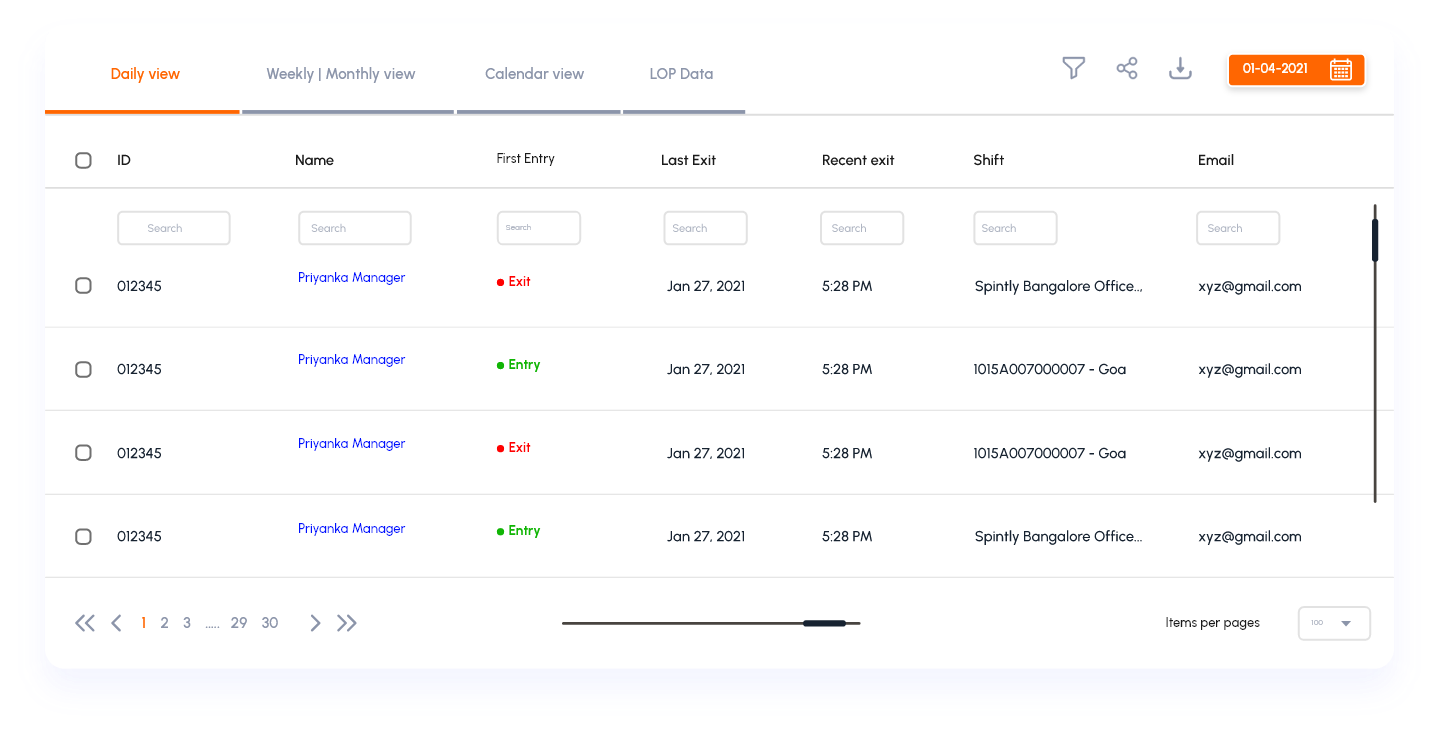 Daily view Weekly | Monthly view Calendar view LOP Data 01-04-2021
ID Name First Entry Last Exit Recent exit Shift Email
Search Search Search Search Search Search Search
012345 Priyanka Manager Exit Jan 27, 2021 5:28 PM Spintly Bangalore Office.., xyz@gmail.com
012345 Priyanka Manager Entry Jan 27, 2021 5:28 PM 1015A007000007 - Goa xyz@gmail.com
012345 Priyanka Manager Exit Jan 27, 2021 5:28 PM 1015A007000007 - Goa xyz@gmail.com
012345 Priyanka Manager Entry Jan 27, 2021 5:28 PM Spintly Bangalore Office... xyz@gmail.com
1 2 3 ..... 29 30 Items per pages 100